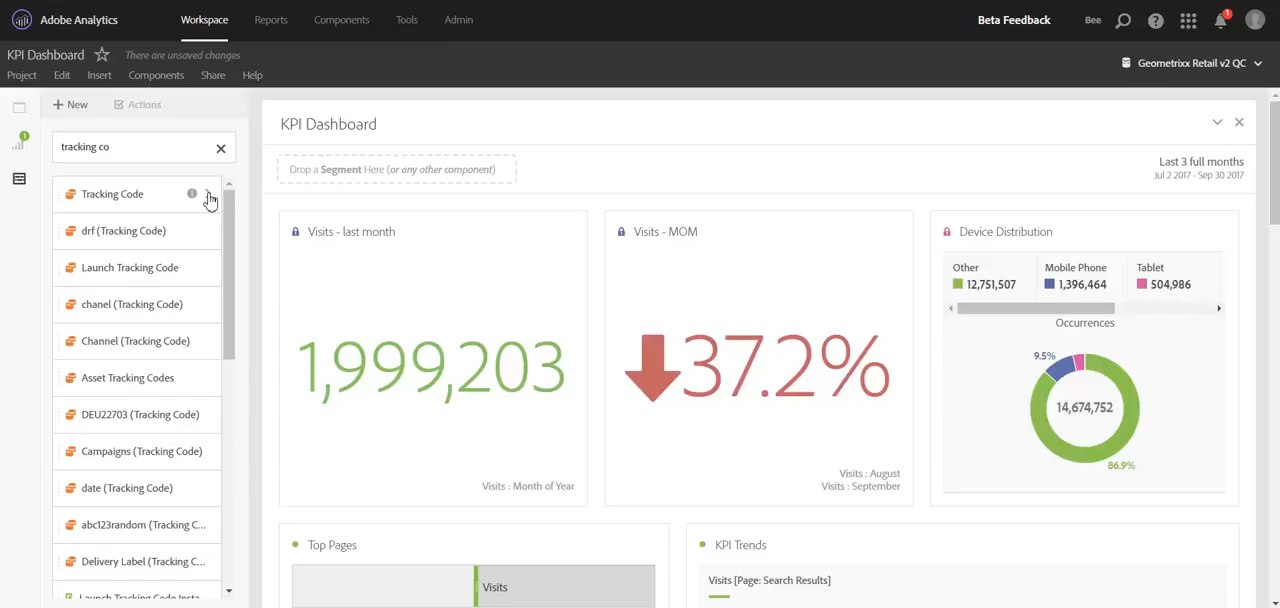 Adobe Analytics
Workspace
Reports
Components
Tools
Admin
Beta Feedback
Bee
1
KPI Dashboard
There are unsaved changes
Project
Edit
Insert
Components
Share
Help
Geometrixx Retail v2 QC
1
New
Actions
tracking co
Tracking Code
drf (Tracking Code)
Launch Tracking Code
chanel (Tracking Code)
Channel (Tracking Code)
Asset Tracking Codes
DEU22703 (Tracking Code)
Campaigns (Tracking Code)
date (Tracking Code)
abc123random (Tracking C...
Delivery Label (Tracking C...
Launch Tracking Code Insta
KPI Dashboard
Drop a Segment Here (or any other component)
Last 3 full months
Jul 2 2017 - Sep 30 2017
Visits - last month
1,999,203
Visits : Month of Year
Visits - MOM
37.2%
Visits : August
Visits : September
Device Distribution
Other
12,751,507
Mobile Phone
1,396,464
Tablet
504,986
Occurrences
9.5%
14,674,752
86.9%
Top Pages
Visits
KPI Trends
Visits [Page: Search Results]